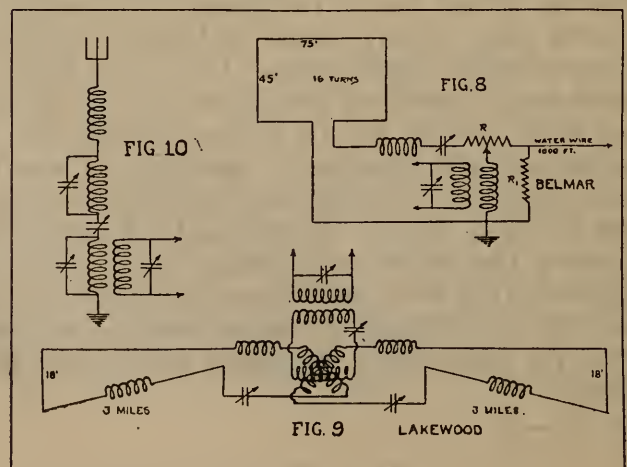 FIG 10
75'
45'
16 TURNS
FIG. 8
R
WATER WIRE
1000 FT.
R₁
BELMAR
18'
3 MILES
FIG. 9
LAKEWOOD
3 MILES.
18'